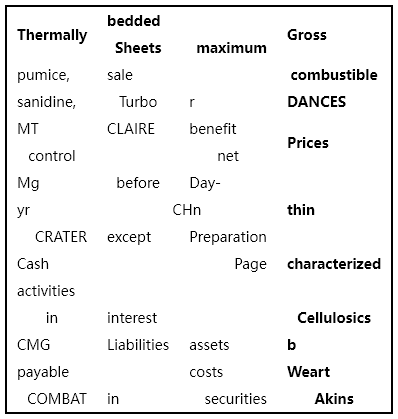 bedded
Thermally Gross
Sheets maximum
pumice, sale combustible
sanidine, Turbo r DANCES
MT CLAIRE benefit
Prices
control net
Mg before Day-
yr CHn thin
CRATER except Preparation
Cash Page characterized
activities
in interest Cellulosics
CMG Liabilities assets b
payable costs Weart
COMBAT in securities Akins